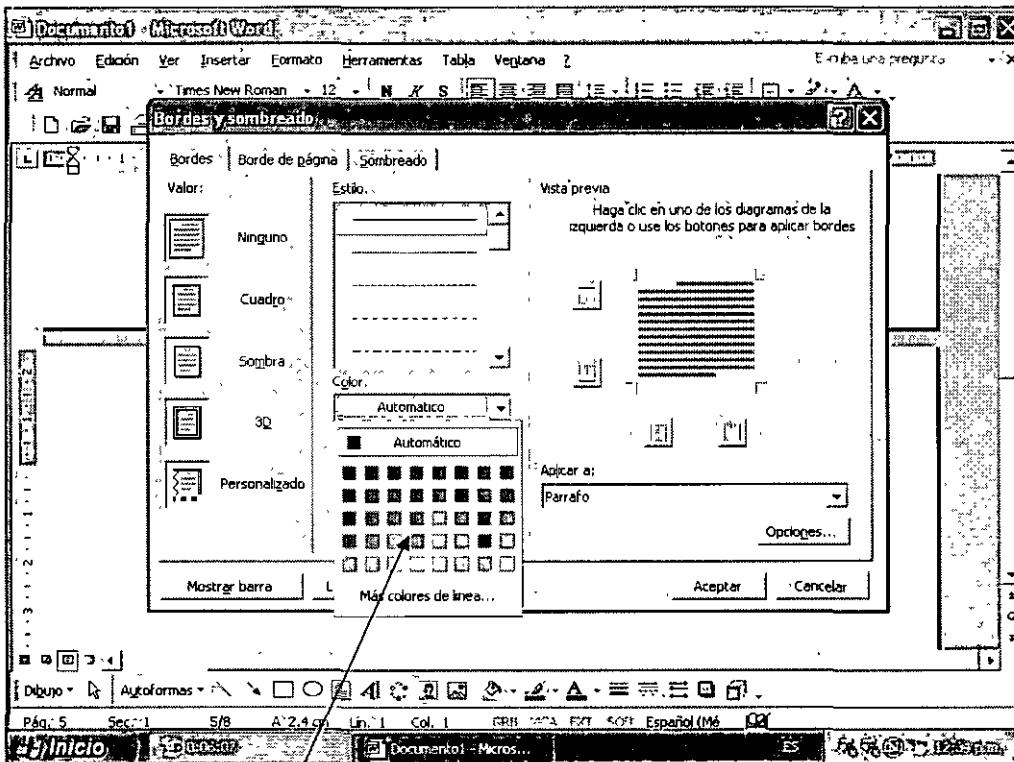 Documento1 - Microsoft Word
Archivo Edición Ver Insertar Formato Herramientas Tabla Ventana ?
Normal Times New Roman 12 N K S
Bordes y sombreado
Bordes Borde de página Sombreado
Valor:
Ninguno
Cuadro
Sombra
3D
Personalizado
Estilo:
Color:
Automático
Automático
Más colores de línea...
Vista previa
Haga clic en uno de los diagramas de la
izquierda o use los botones para aplicar bordes
Aplicar a:
Parrafo
Opciones...
Mostrar barra
Aceptar Cancelar
Dibujo Autoformas
Pág. 5 Sec. 1 5/8 A 2,4 cm Lín. 1 Col. 1 GRB MCA EXT SOB Español (Mé
Inicio Documento1 - Micros... ES